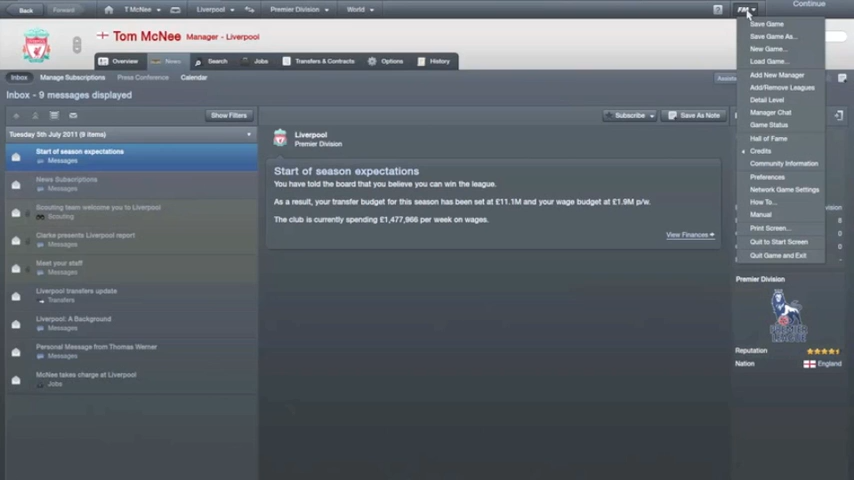 Back
Forward
T McNee
Liverpool
Premier Division
World
FM
Continue
Tom McNee
Manager - Liverpool
Overview
News
Search
Jobs
Transfers & Contracts
Options
History
Inbox
Manage Subscriptions
Press Conference
Calendar
Inbox - 9 messages displayed
Show Filters
Tuesday 5th July 2011 (9 items)
Start of season expectations
Messages
News Subscriptions
Messages
Scouting team welcome you to Liverpool
Scouting
Clarke presents Liverpool report
Messages
Meet your staff
Messages
Liverpool transfers update
Transfers
Liverpool: A Background
Messages
Personal Message from Thomas Werner
Messages
McNee takes charge at Liverpool
Jobs
Liverpool
Premier Division
Subscribe
Save As Note
Start of season expectations
You have told the board that you believe you can win the league.
As a result, your transfer budget for this season has been set at £11.1M and your wage budget at £1.9M p/w.
The club is currently spending £1,477,966 per week on wages.
View Finances
Save Game
Save Game As...
New Game...
Load Game...
Add New Manager
Add/Remove Leagues
Detail Level
Manager Chat
Game Status
Hall of Fame
Credits
Community Information
Preferences
Network Game Settings
How To...
Manual
Print Screen...
Quit to Start Screen
Quit Game and Exit
Premier Division
Reputation
Nation
England